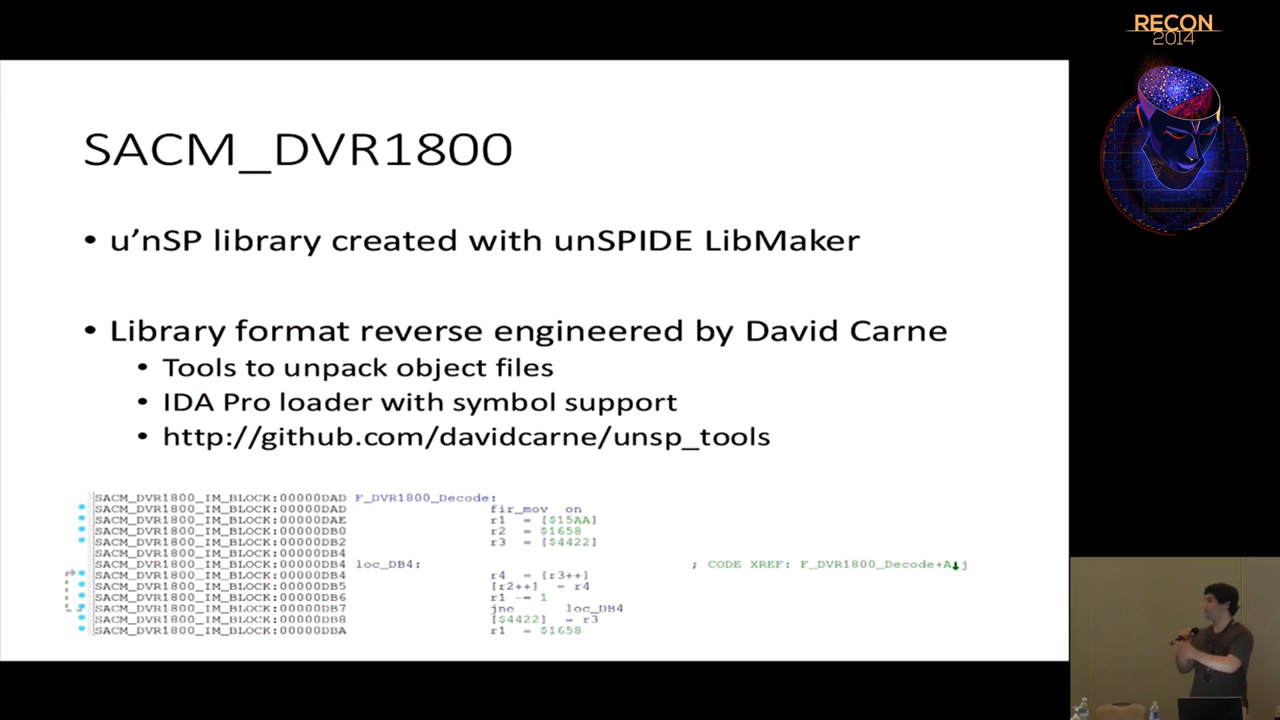 RECON
2014
SACM_DVR1800
• u'nSP library created with unSPIDE LibMaker
• Library format reverse engineered by David Carne
• Tools to unpack object files
• IDA Pro loader with symbol support
• http://github.com/davidcarne/unsp_tools
SACM_DVR1800_IM_BLOCK:00000DAD F_DVR1800_Decode:
SACM_DVR1800_IM_BLOCK:00000DAD fir_mov on
SACM_DVR1800_IM_BLOCK:00000DAE r1 = [$15AA]
SACM_DVR1800_IM_BLOCK:00000DB0 r2 = $1658
SACM_DVR1800_IM_BLOCK:00000DB2 r3 = [$4422]
SACM_DVR1800_IM_BLOCK:00000DB4
SACM_DVR1800_IM_BLOCK:00000DB4 loc_DB4: ; CODE XREF: F_DVR1800_Decode+A↓j
SACM_DVR1800_IM_BLOCK:00000DB4 r4 = [r3++]
SACM_DVR1800_IM_BLOCK:00000DB5 [r2++] = r4
SACM_DVR1800_IM_BLOCK:00000DB6 r1 -= 1
SACM_DVR1800_IM_BLOCK:00000DB7 jne loc_DB4
SACM_DVR1800_IM_BLOCK:00000DB8 [$4422] = r3
SACM_DVR1800_IM_BLOCK:00000DBA r1 = $1658